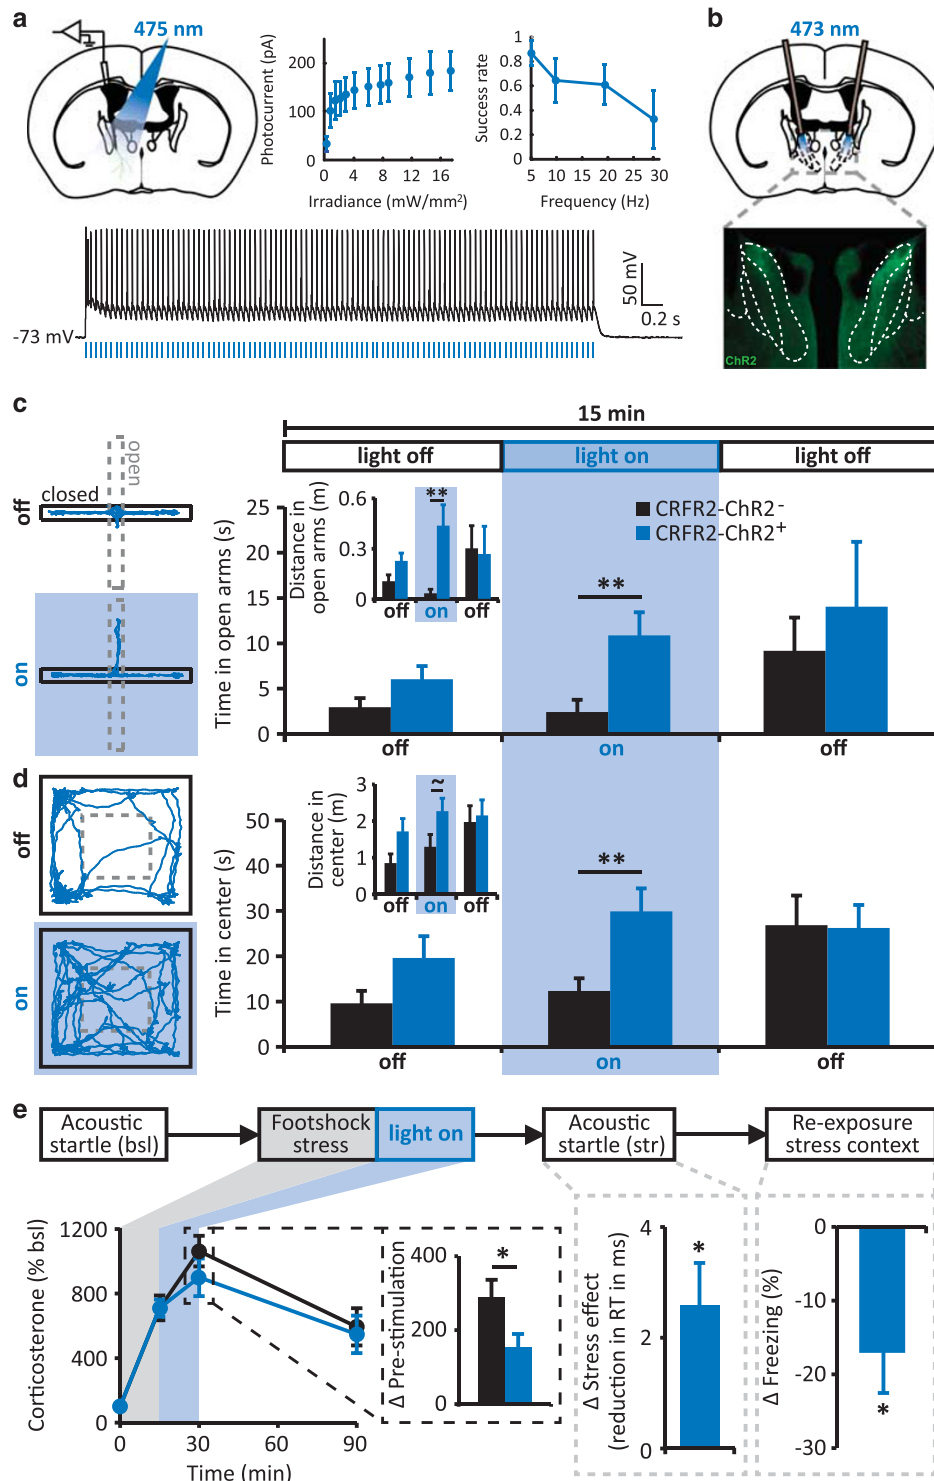 a
475 nm
Photocurrent (pA)
200
100
0
0 4 8 12 16
Irradiance (mW/mm²)
Success rate
1
0.8
0.6
0.4
0.2
0
5 10 20 30
Frequency (Hz)
b
473 nm
ChR2
-73 mV
50 mV
0.2 s
c
15 min
light off
light on
light off
off
closed
open
on
Time in open arms (s)
25
20
15
10
5
0
Distance in
open arms (m)
0.6
0.3
0
**
off on off
CRFR2-ChR2⁻
CRFR2-ChR2⁺
**
off on off
d
off
on
Time in center (s)
50
40
30
20
10
0
Distance in
center (m)
3
2
1
0
~
off on off
**
off on off
e
Acoustic
startle (bsl)
Footshock
stress
light on
Acoustic
startle (str)
Re-exposure
stress context
Corticosterone (% bsl)
1200
800
400
0
0 30 90
Time (min)
Δ Pre-stimulation
400
200
0
*
Δ Stress effect
(reduction in RT in ms)
4
2
0
*
Δ Freezing (%)
0
-10
-20
-30
*